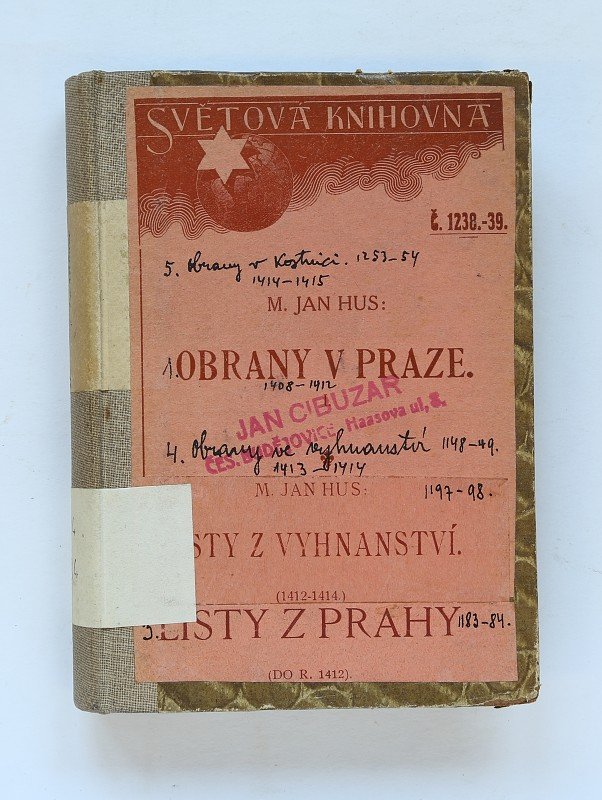 SVĚTOVÁ KNIHOVNA
Č. 1238.-39.
5. Obrany v Kostnici. 1253-54
1414-1415
M. JAN HUS:
1. OBRANY V PRAZE.
1408-1412
I
JAN CIBUZAR
ČES. BUDĚJOVICE, Haasova ul, 8.
4. Obrany ve vyhnanství 1148-49.
1413-1414
M. JAN HUS: 1197-98.
ISTY Z VYHNANSTVÍ.
(1412-1414.)
3. LISTY Z PRAHY 1183-84.
(DO R. 1412).